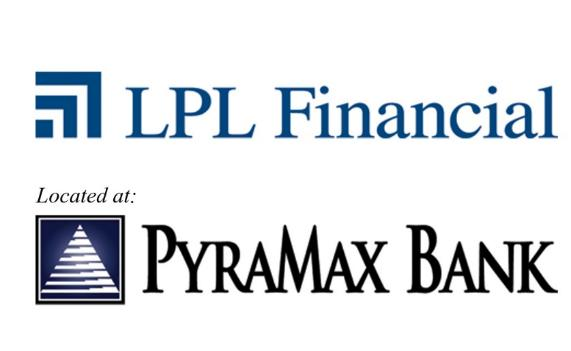 LPL Financial
Located at:
PYRAMAX BANK